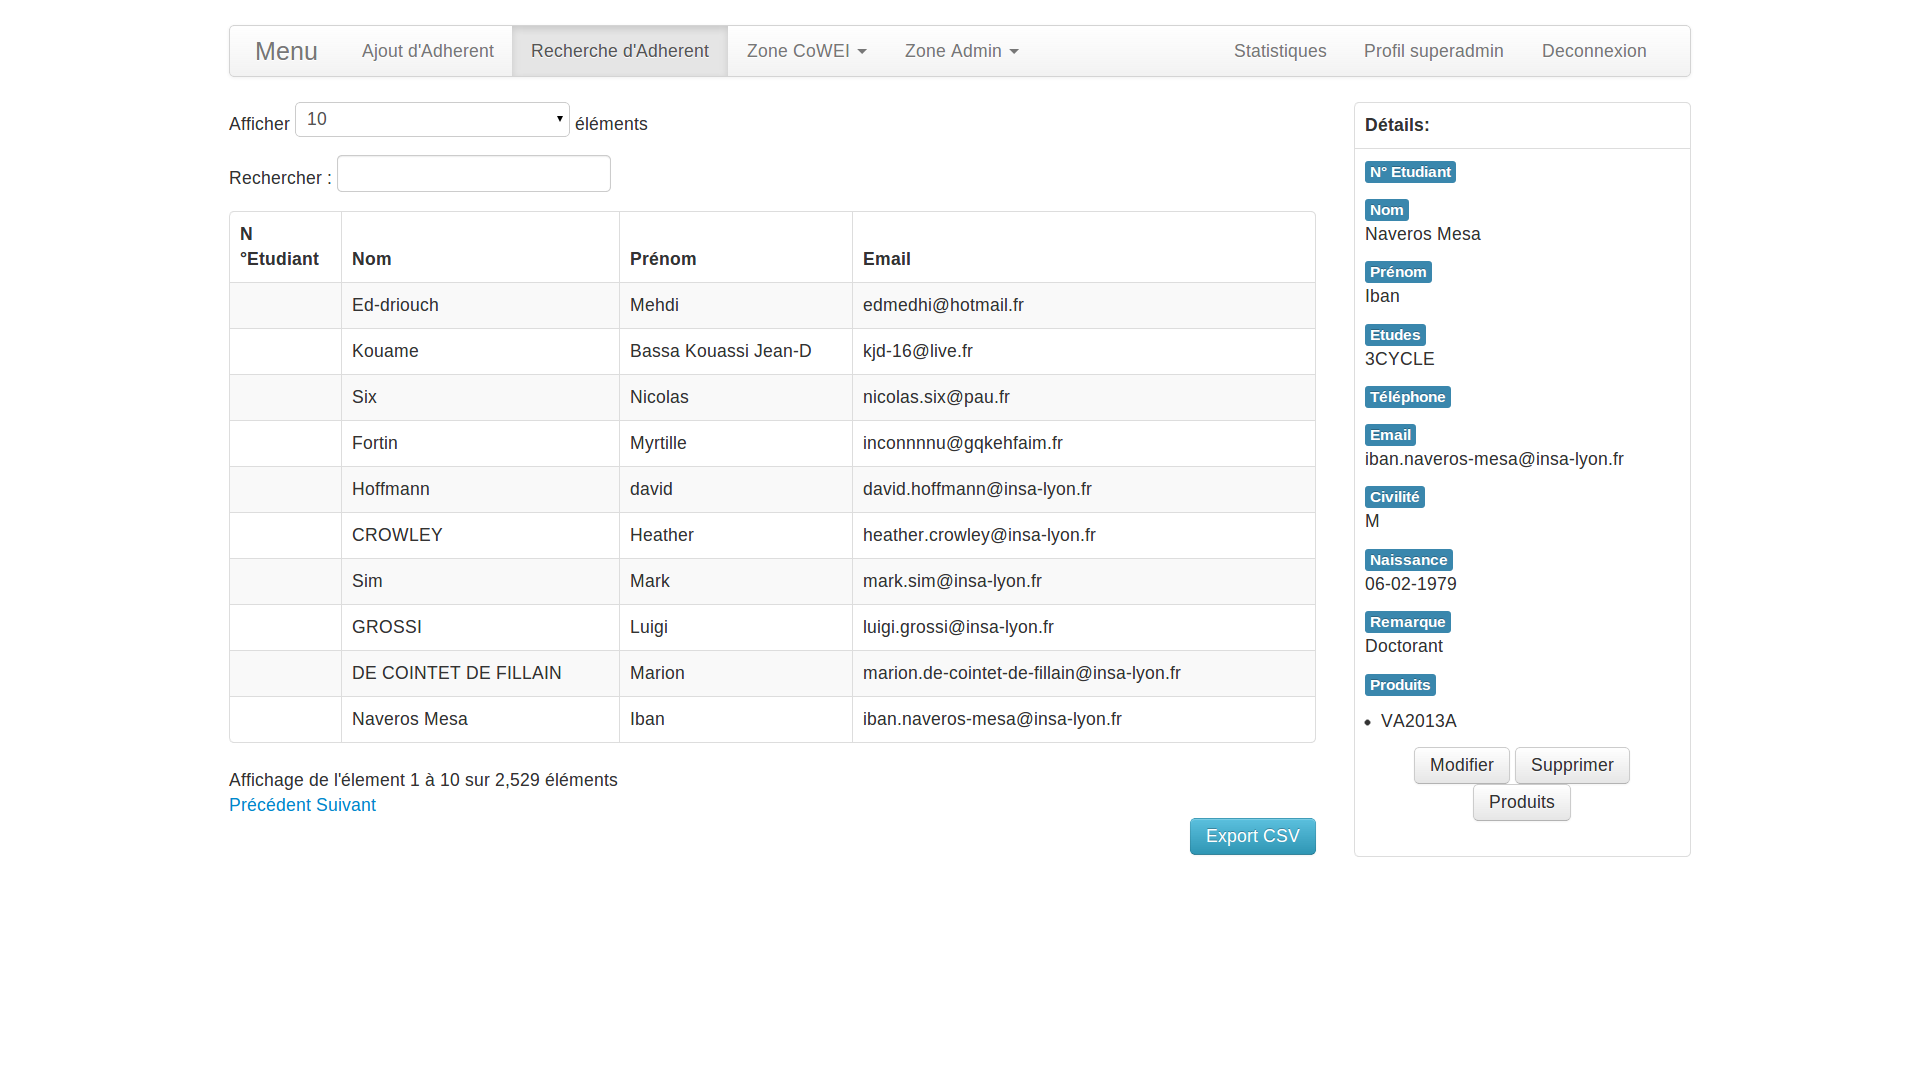 Menu Ajout d'Adherent Recherche d'Adherent Zone CoWEI Zone Admin Statistiques Profil superadmin Deconnexion
Afficher 10 éléments
Rechercher :
N
°Etudiant Nom Prénom Email
Ed-driouch Mehdi edmedhi@hotmail.fr
Kouame Bassa Kouassi Jean-D kjd-16@live.fr
Six Nicolas nicolas.six@pau.fr
Fortin Myrtille inconnnnu@gqkehfaim.fr
Hoffmann david david.hoffmann@insa-lyon.fr
CROWLEY Heather heather.crowley@insa-lyon.fr
Sim Mark mark.sim@insa-lyon.fr
GROSSI Luigi luigi.grossi@insa-lyon.fr
DE COINTET DE FILLAIN Marion marion.de-cointet-de-fillain@insa-lyon.fr
Naveros Mesa Iban iban.naveros-mesa@insa-lyon.fr
Affichage de l'élement 1 à 10 sur 2,529 éléments
Précédent Suivant
Export CSV
Détails:
N° Etudiant
Nom
Naveros Mesa
Prénom
Iban
Etudes
3CYCLE
Téléphone
Email
iban.naveros-mesa@insa-lyon.fr
Civilité
M
Naissance
06-02-1979
Remarque
Doctorant
Produits
• VA2013A
Modifier Supprimer
Produits